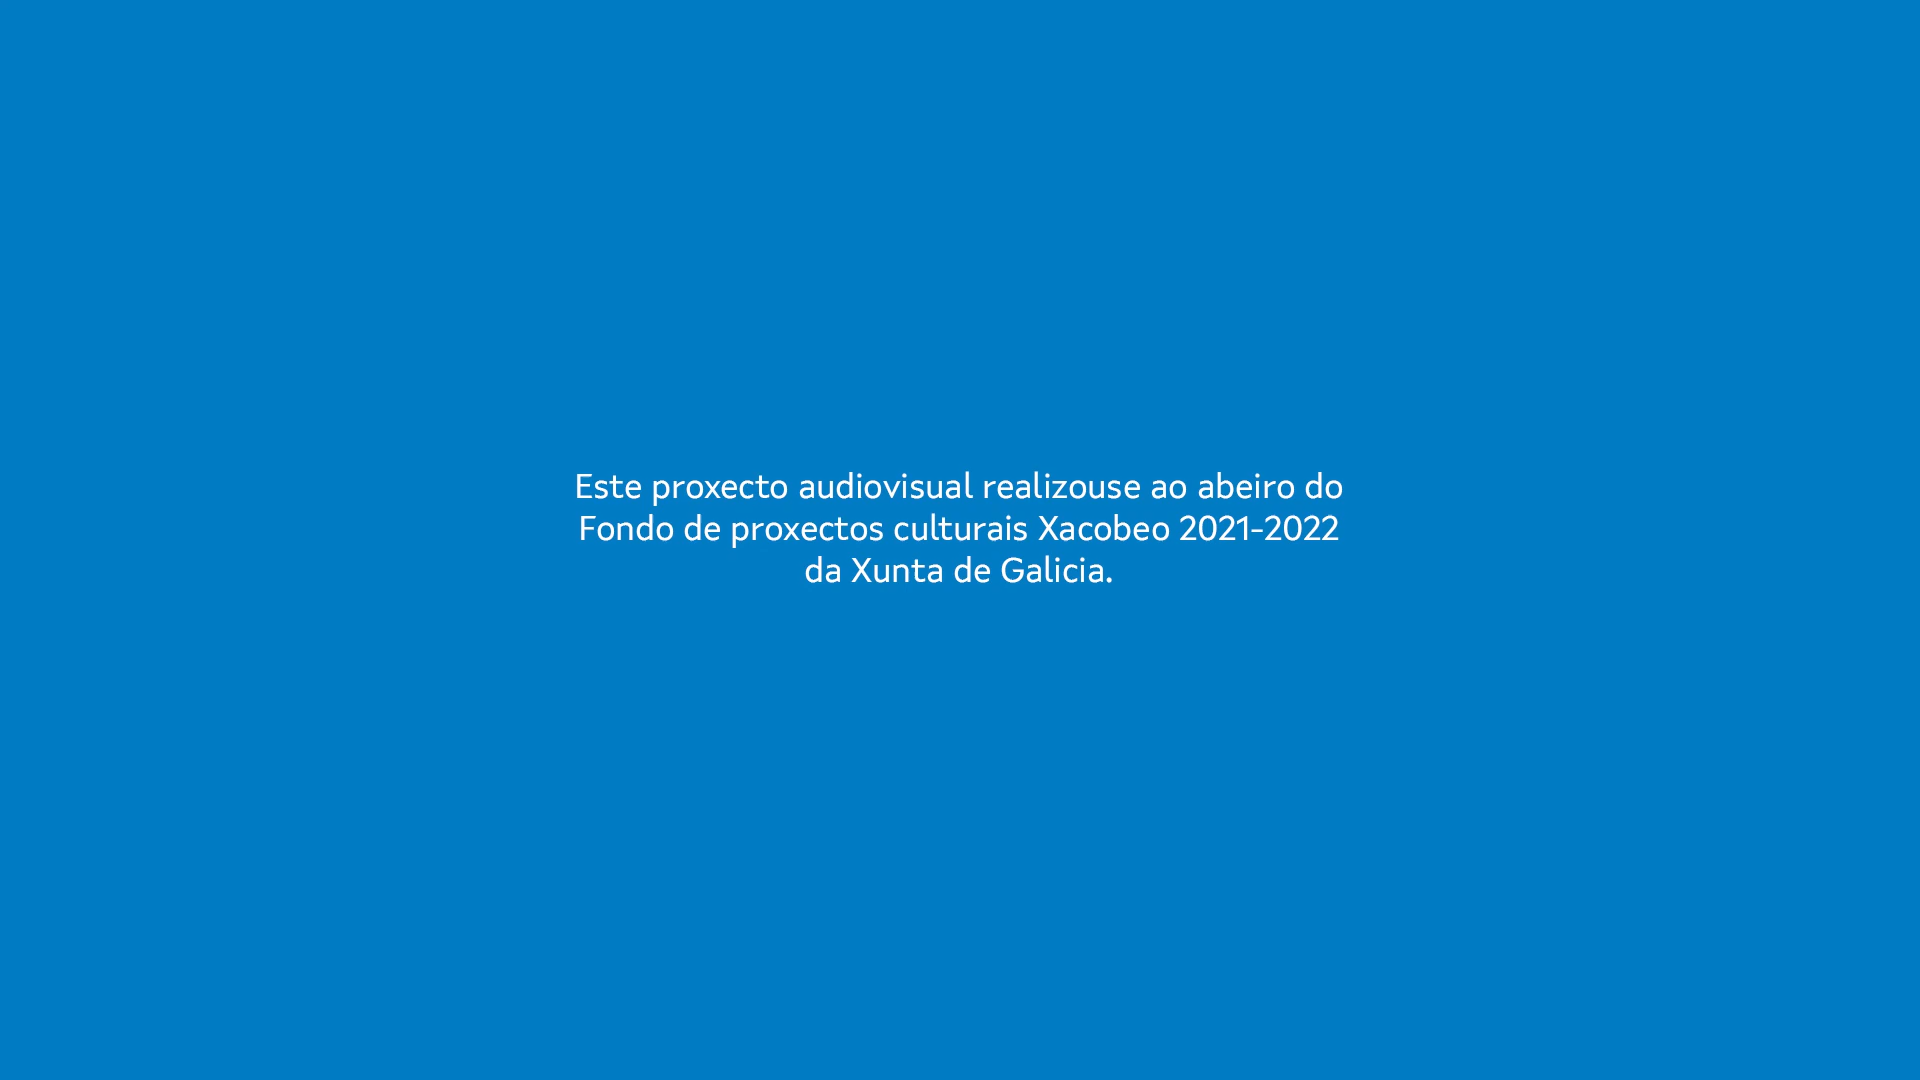 Este proxecto audiovisual realizouse ao abeiro do
Fondo de proxectos culturais Xacobeo 2021-2022
da Xunta de Galicia.